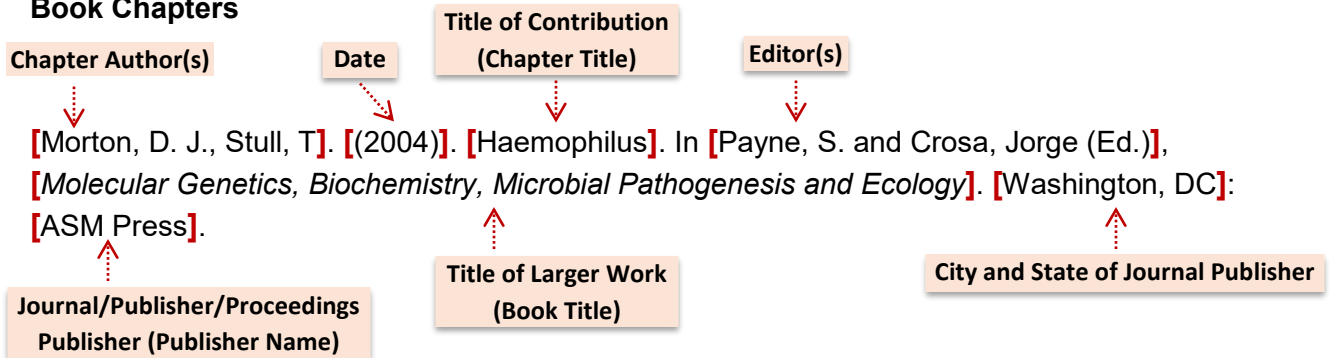 Book Chapters
Title of Contribution
(Chapter Title)
Chapter Author(s)
Date
Editor(s)
[Morton, D. J., Stull, T]. [(2004)]. [Haemophilus]. In [Payne, S. and Crosa, Jorge (Ed.)],
[Molecular Genetics, Biochemistry, Microbial Pathogenesis and Ecology]. [Washington, DC]:
[ASM Press].
Title of Larger Work
(Book Title)
City and State of Journal Publisher
Journal/Publisher/Proceedings
Publisher (Publisher Name)